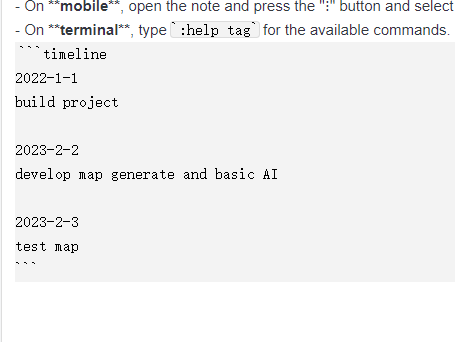 - On **mobile**, open the note and press the "⋮" button and select
- On **terminal**, type `:help tag` for the available commands.
```timeline
2022-1-1
build project
2023-2-2
develop map generate and basic AI
2023-2-3
test map
```